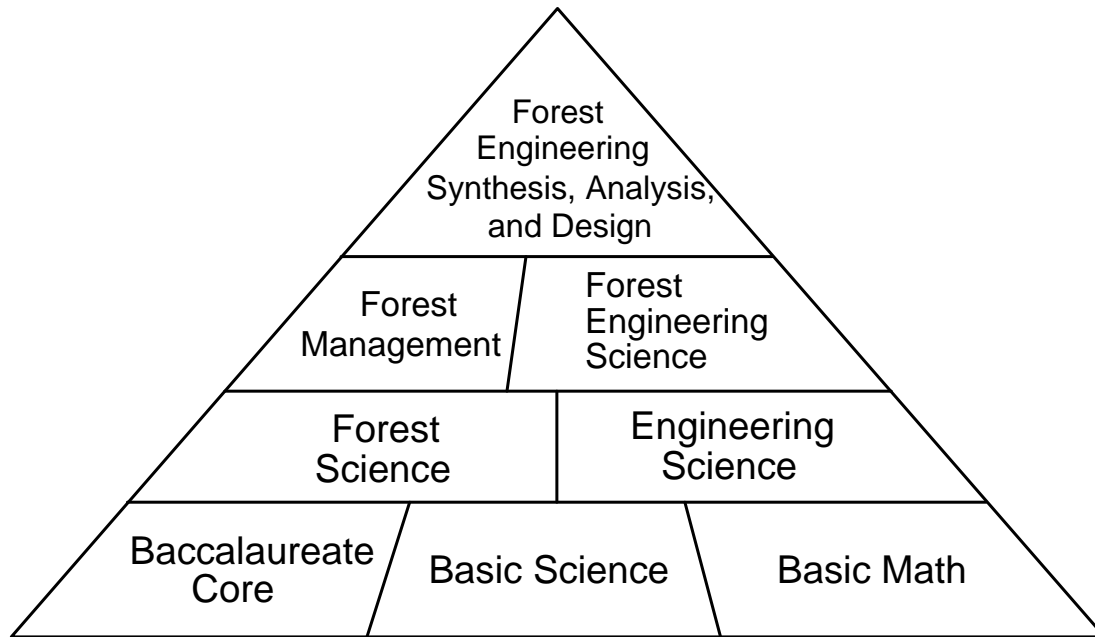 Forest
Engineering
Synthesis, Analysis,
and Design
Forest
Management
Forest
Engineering
Science
Forest
Science
Engineering
Science
Baccalaureate
Core
Basic Science
Basic Math